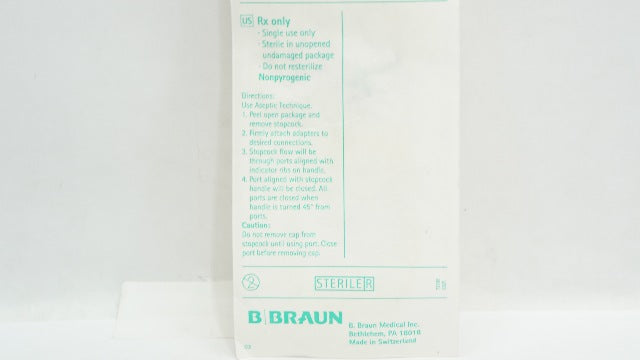 US Rx only
· Single use only
· Sterile in unopened
undamaged package
· Do not resterilize
Nonpyrogenic
Directions:
Use Aseptic Technique.
1. Peel open package and
remove stopcock.
2. Firmly attach adapters to
desired connections.
3. Stopcock flow will be
through ports aligned with
indicator ribs on handle.
4. Port aligned with stopcock
handle will be closed. All
ports are closed when
handle is turned 45° from
ports.
Caution:
Do not remove cap from
stopcock until using port. Close
port before removing cap.
2
STERILE R
B BRAUN
B. Braun Medical Inc.
Bethlehem, PA 18018
Made in Switzerland